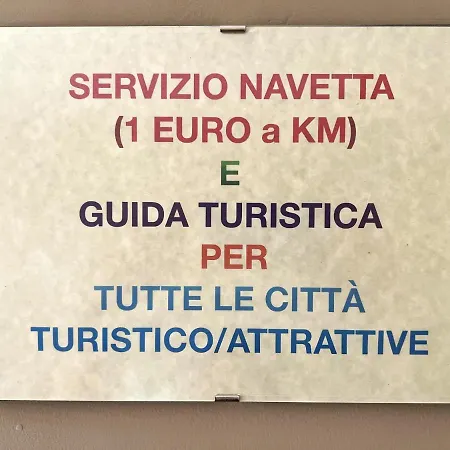 SERVIZIO NAVETTA
(1 EURO a KM)
E
GUIDA TURISTICA
PER
TUTTE LE CITTÀ
TURISTICO/ATTRATTIVE